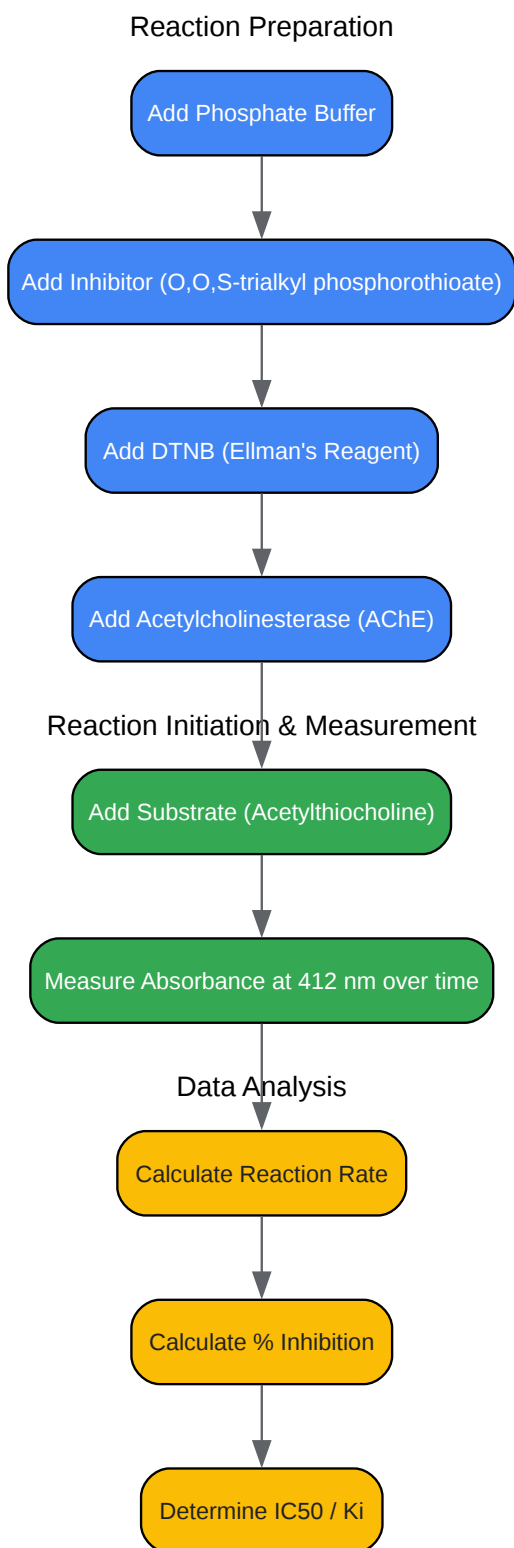 Reaction Preparation
Add Phosphate Buffer
Add Inhibitor (O,O,S-trialkyl phosphorothioate)
Add DTNB (Ellman's Reagent)
Add Acetylcholinesterase (AChE)
Reaction Initiation & Measurement
Add Substrate (Acetylthiocholine)
Measure Absorbance at 412 nm over time
Data Analysis
Calculate Reaction Rate
Calculate % Inhibition
Determine IC50 / Ki